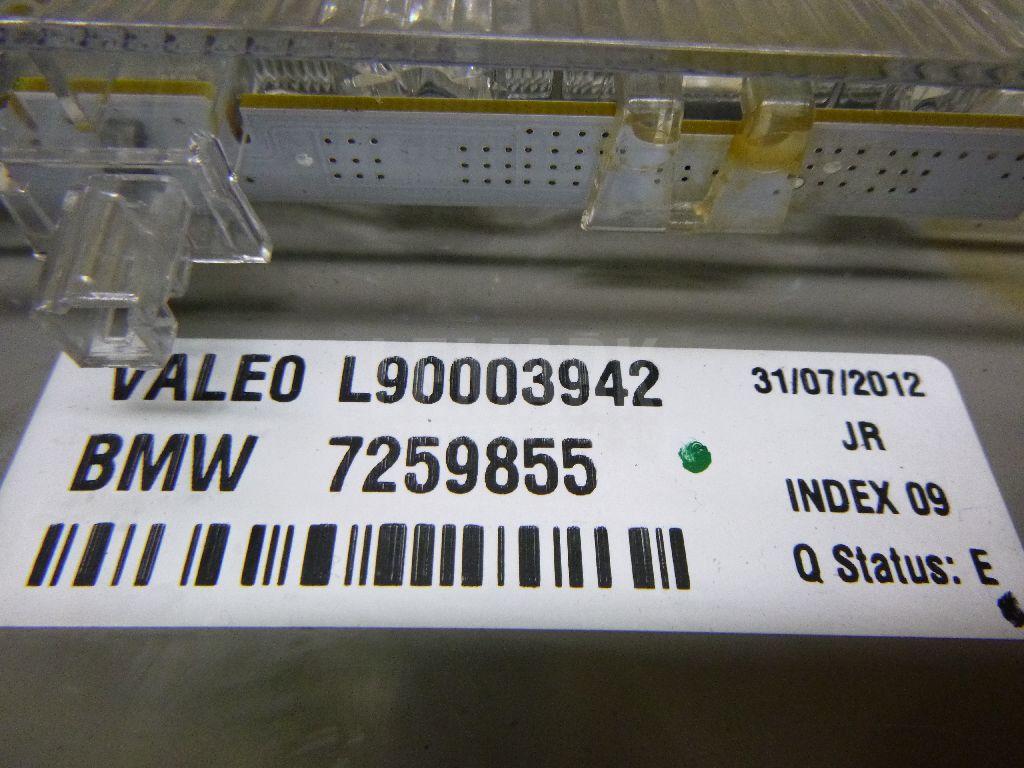 VALEO L90003942
31/07/2012
BMW 7259855
JR
INDEX 09
Q Status: E